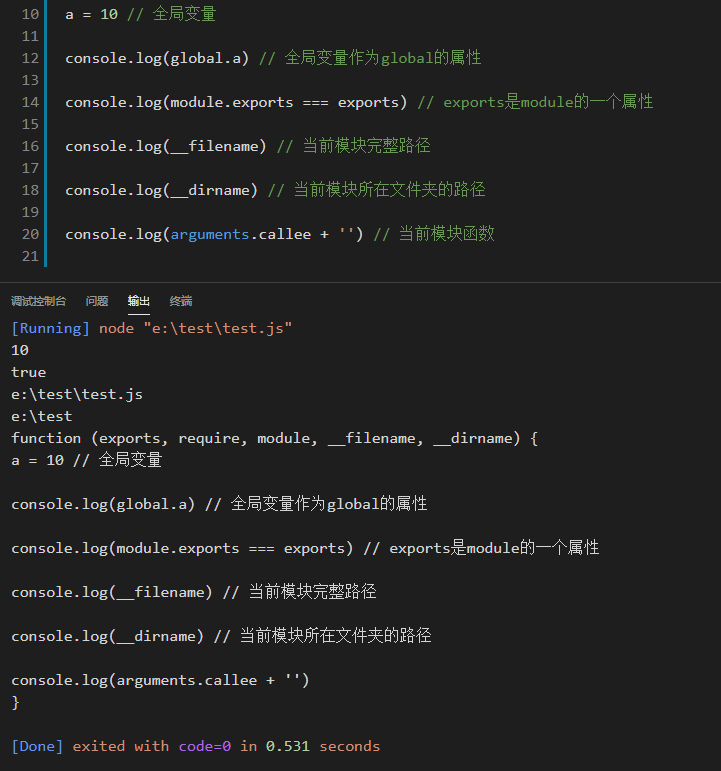 10 a = 10 // 全局变量
11
12 console.log(global.a) // 全局变量作为global的属性
13
14 console.log(module.exports === exports) // exports是module的一个属性
15
16 console.log(__filename) // 当前模块完整路径
17
18 console.log(__dirname) // 当前模块所在文件夹的路径
19
20 console.log(arguments.callee + '') // 当前模块函数
21
调试控制台 问题 输出 终端
[Running] node "e:\test\test.js"
10
true
e:\test\test.js
e:\test
function (exports, require, module, __filename, __dirname) {
a = 10 // 全局变量
console.log(global.a) // 全局变量作为global的属性
console.log(module.exports === exports) // exports是module的一个属性
console.log(__filename) // 当前模块完整路径
console.log(__dirname) // 当前模块所在文件夹的路径
console.log(arguments.callee + '')
}
[Done] exited with code=0 in 0.531 seconds